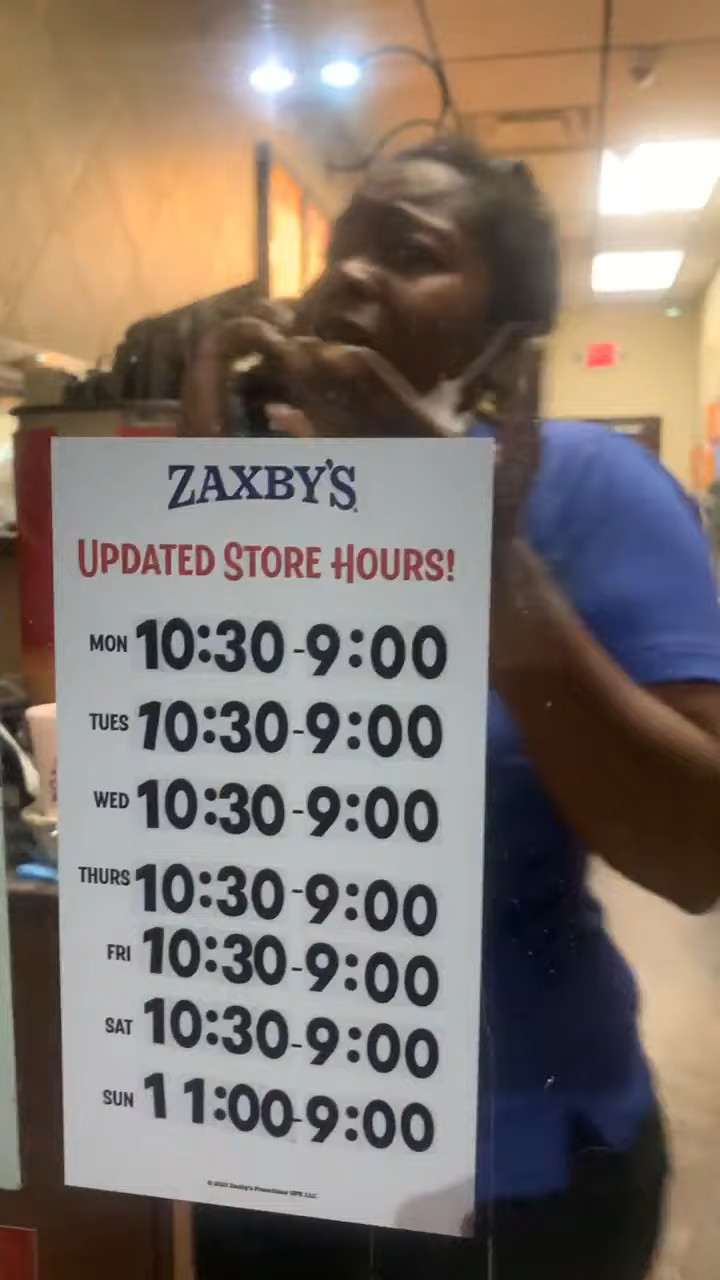 ZAXBY'S
UPDATED STORE HOURS!
MON 10:30-9:00
TUES 10:30-9:00
WED 10:30-9:00
THURS 10:30-9:00
FRI 10:30-9:00
SAT 10:30-9:00
SUN 11:00-9:00